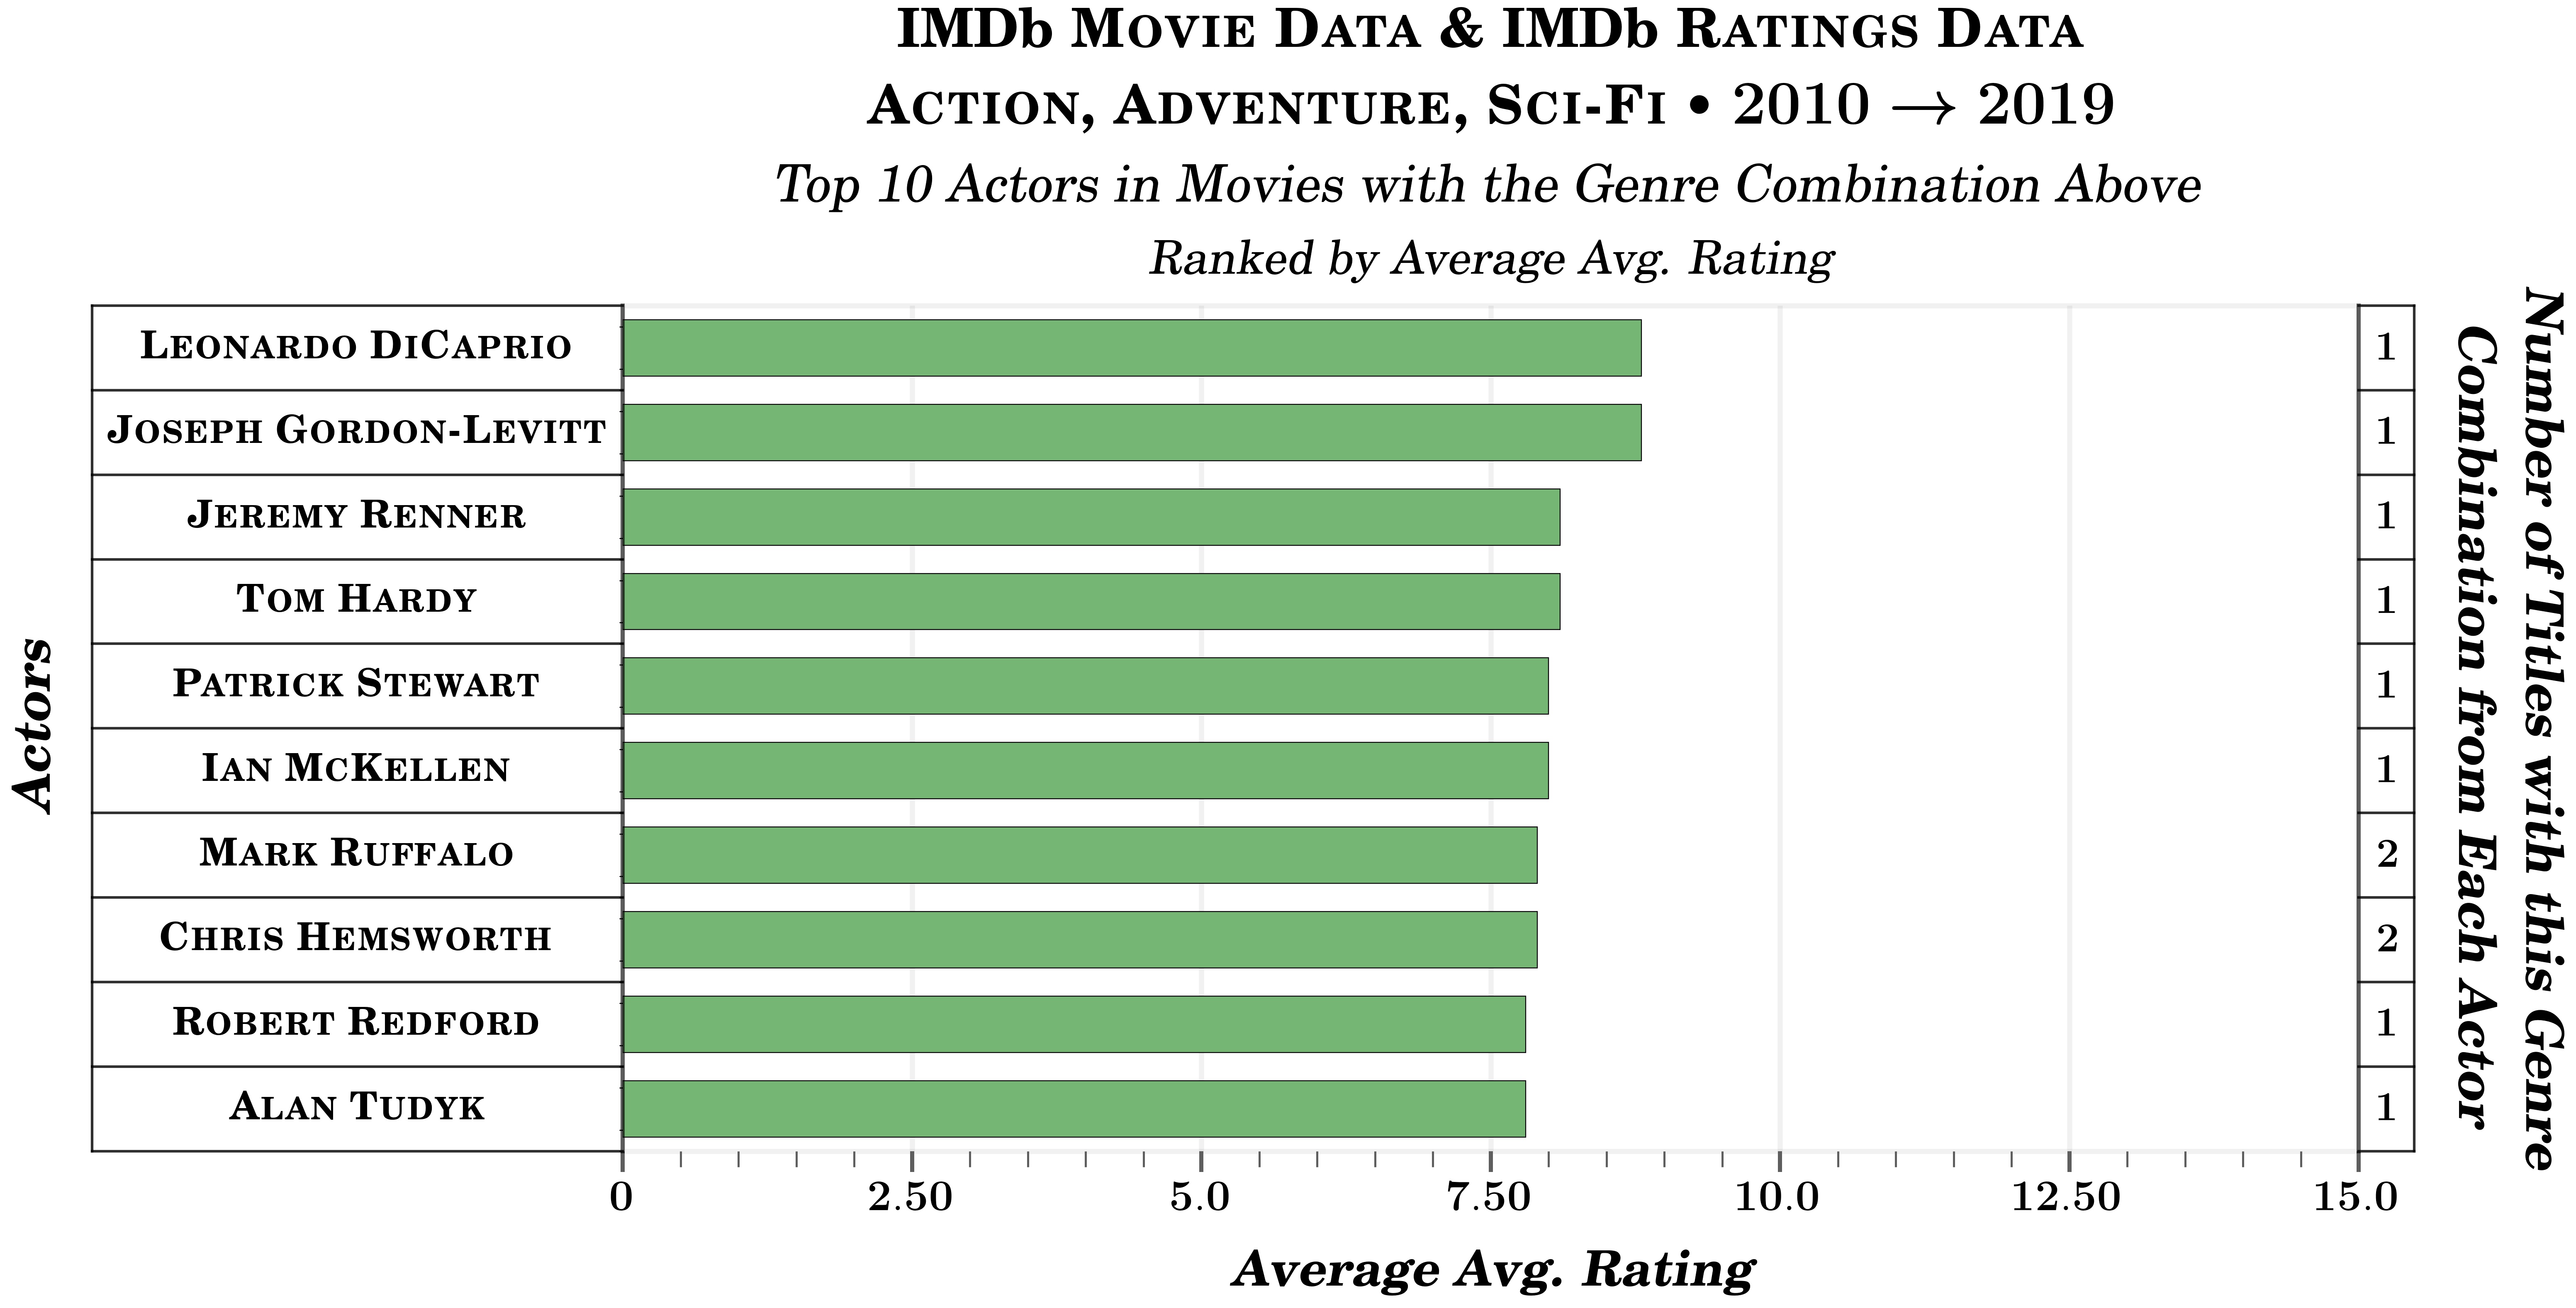 IMDb Movie Data & IMDb Ratings Data
Action, Adventure, Sci-Fi • 2010 → 2019
Top 10 Actors in Movies with the Genre Combination Above
Ranked by Average Avg. Rating
Actors
Leonardo DiCaprio 1
Joseph Gordon-Levitt 1
Jeremy Renner 1
Tom Hardy 1
Patrick Stewart 1
Ian McKellen 1
Mark Ruffalo 2
Chris Hemsworth 2
Robert Redford 1
Alan Tudyk 1
0 2.50 5.0 7.50 10.0 12.50 15.0
Average Avg. Rating
Number of Titles with this Genre
Combination from Each Actor